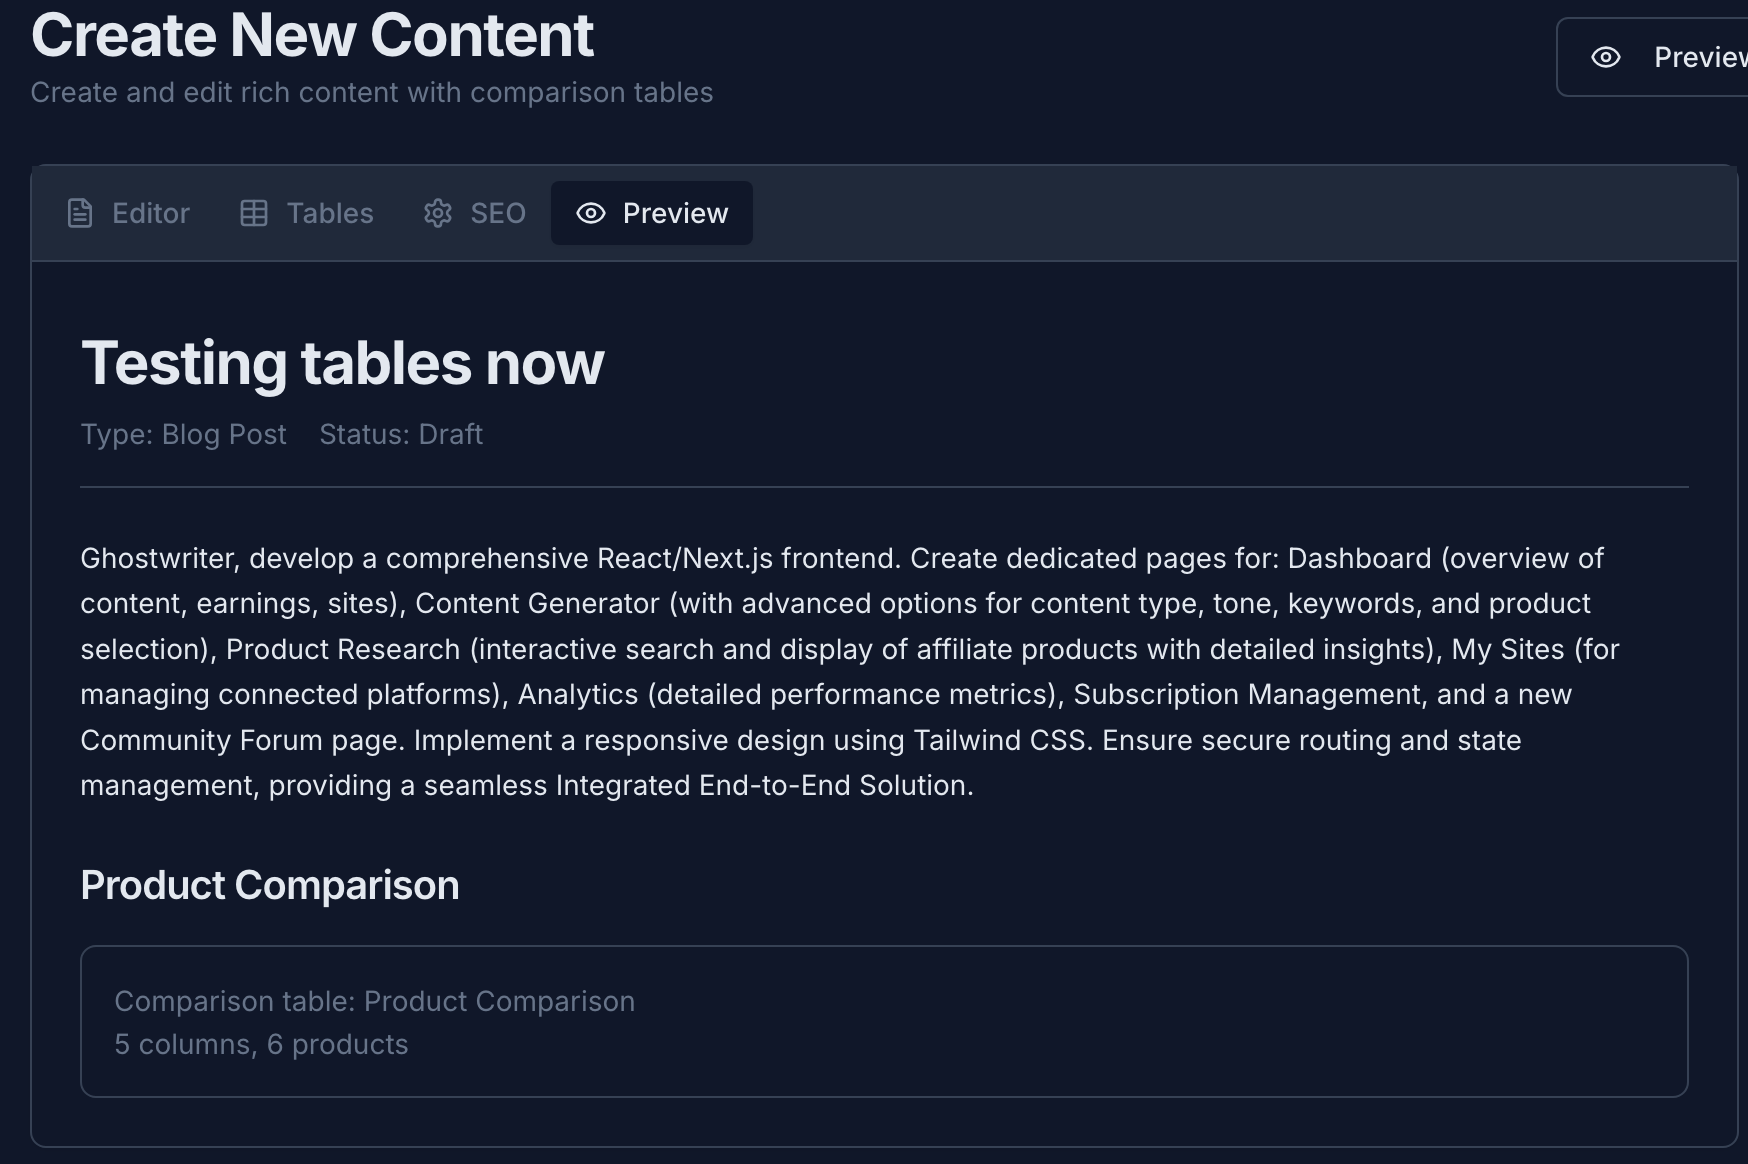 Create New Content
Create and edit rich content with comparison tables
Preview
Editor
Tables
SEO
Preview
Testing tables now
Type: Blog Post
Status: Draft
Ghostwriter, develop a comprehensive React/Next.js frontend. Create dedicated pages for: Dashboard (overview of
content, earnings, sites), Content Generator (with advanced options for content type, tone, keywords, and product
selection), Product Research (interactive search and display of affiliate products with detailed insights), My Sites (for
managing connected platforms), Analytics (detailed performance metrics), Subscription Management, and a new
Community Forum page. Implement a responsive design using Tailwind CSS. Ensure secure routing and state
management, providing a seamless Integrated End-to-End Solution.
Product Comparison
Comparison table: Product Comparison
5 columns, 6 products